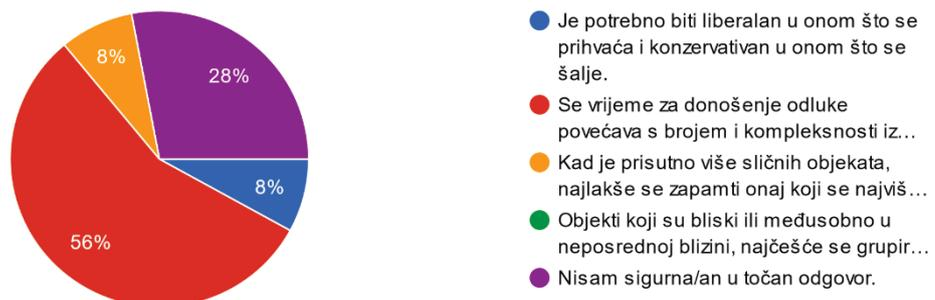 8%
28%
8%
56%
Je potrebno biti liberalan u onom što se
prihvaća i konzervativan u onom što se
šalje.
Se vrijeme za donošenje odluke
povećava s brojem i kompleksnosti iz…
Kad je prisutno više sličnih objekata,
najlakše se zapamti onaj koji se najviš…
Objekti koji su bliski ili međusobno u
neposrednoj blizini, najčešće se grupir…
Nisam sigurna/an u točan odgovor.